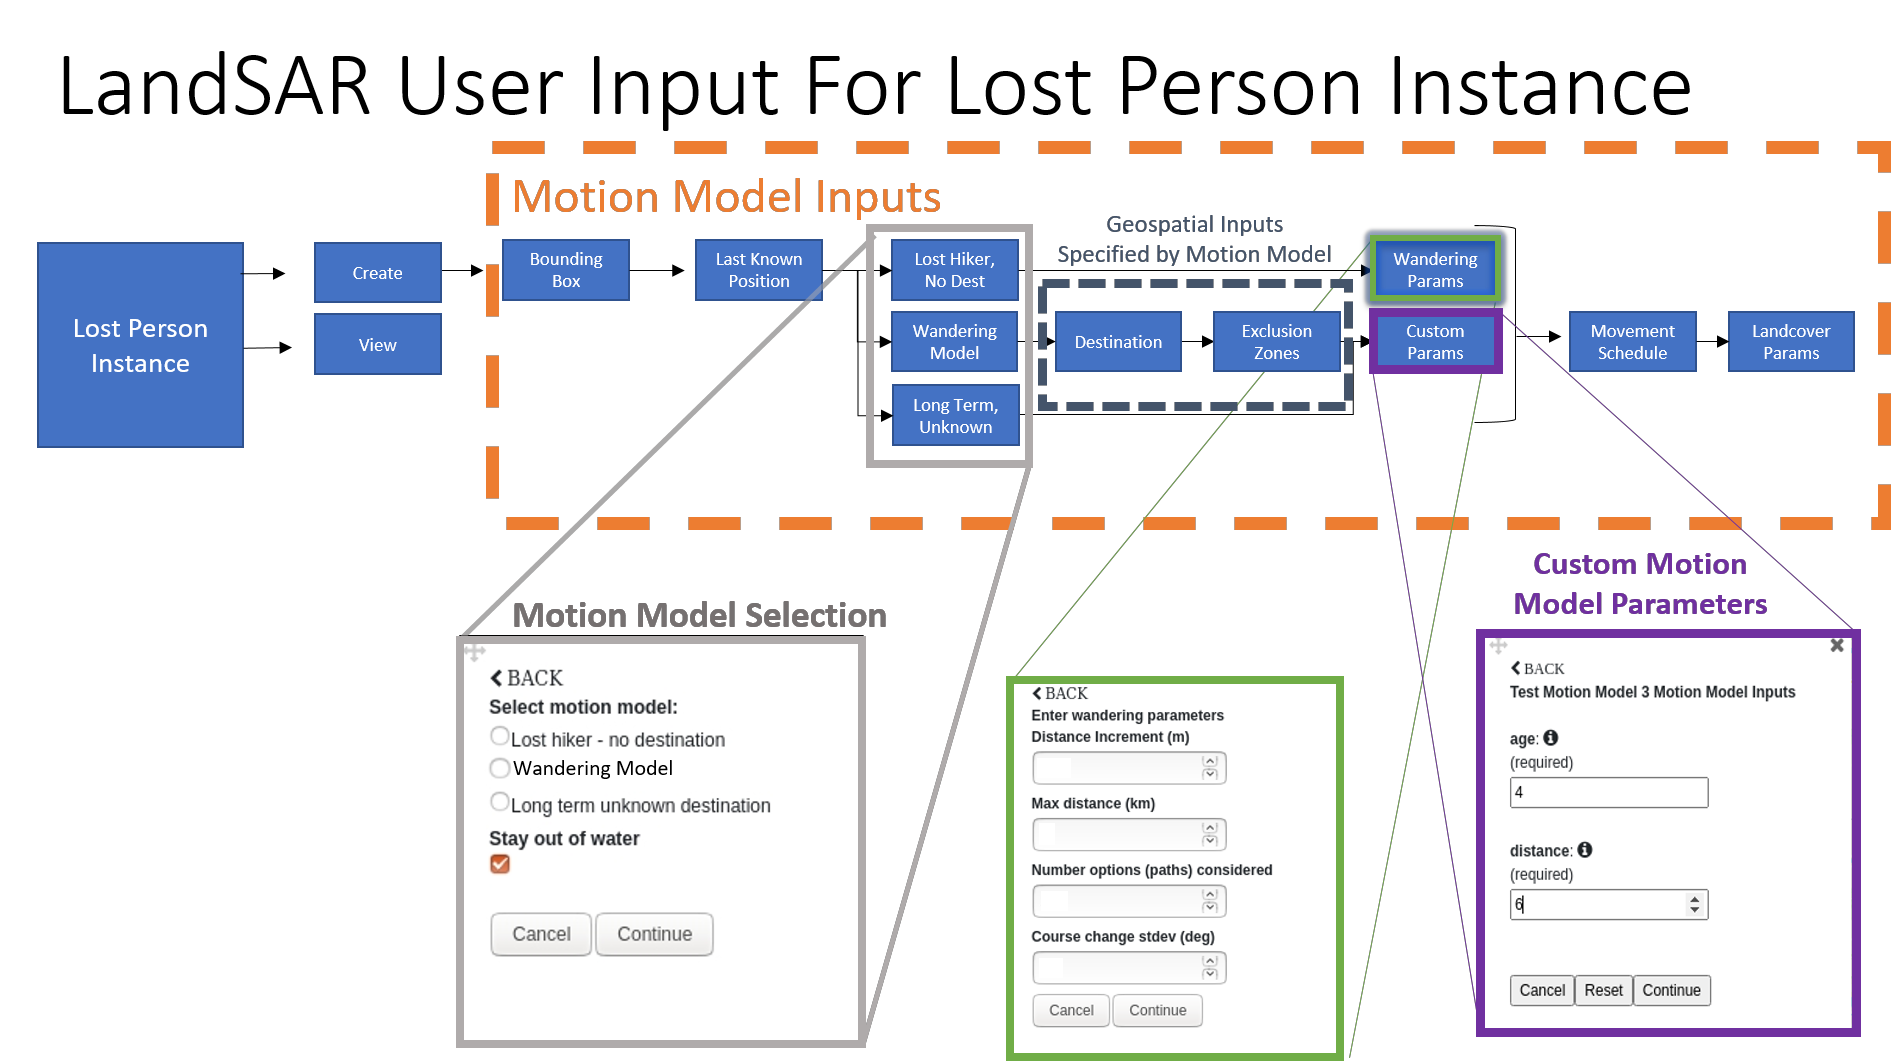 LandSAR User Input For Lost Person Instance
Motion Model Inputs
Geospatial Inputs
Specified by Motion Model
Lost Person
Instance
Create
View
Bounding
Box
Last Known
Position
Lost Hiker,
No Dest
Wandering
Model
Long Term,
Unknown
Destination
Exclusion
Zones
Wandering
Params
Custom
Params
Movement
Schedule
Landcover
Params
Motion Model Selection
BACK
Select motion model:
Lost hiker - no destination
Wandering Model
Long term unknown destination
Stay out of water
Cancel
Continue
BACK
Enter wandering parameters
Distance Increment (m)
Max distance (km)
Number options (paths) considered
Course change stdev (deg)
Cancel
Continue
Custom Motion
Model Parameters
BACK
Test Motion Model 3 Motion Model Inputs
age:
(required)
4
distance:
(required)
6
Cancel
Reset
Continue